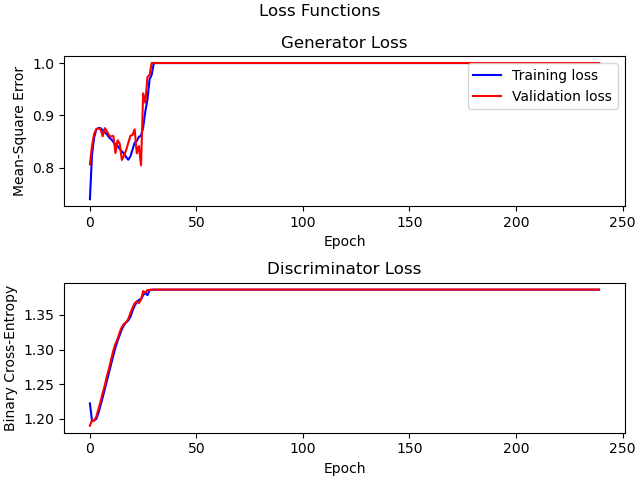 Loss Functions
Generator Loss
Mean-Square Error
1.0
0.9
0.8
Training loss
Validation loss
0 50 100 150 200 250
Epoch
Discriminator Loss
Binary Cross-Entropy
1.35
1.30
1.25
1.20
0 50 100 150 200 250
Epoch